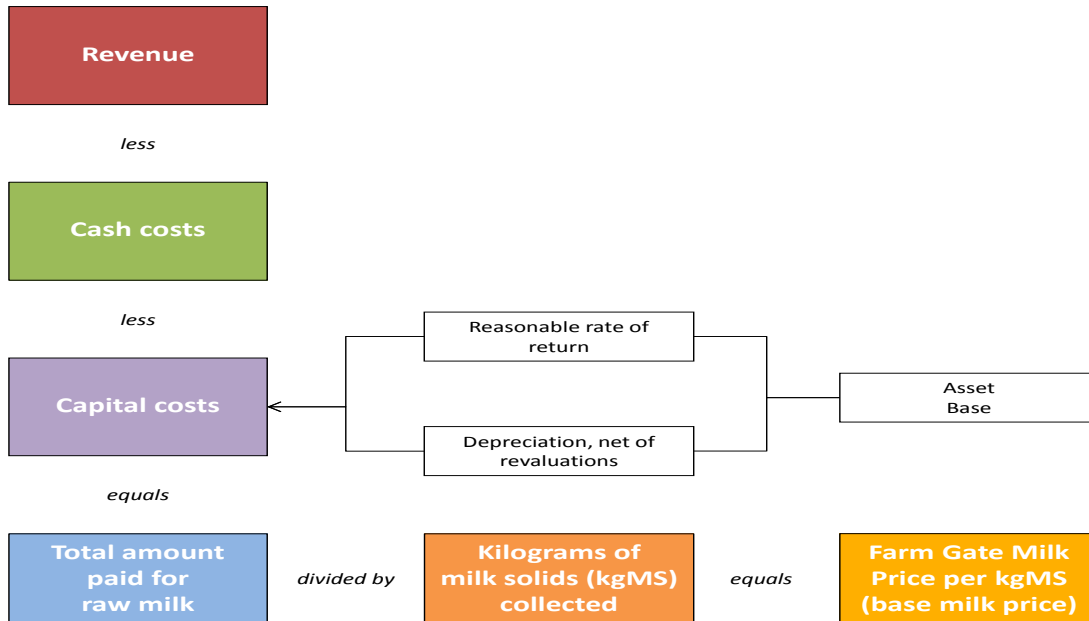 Revenue
less
Cash costs
less
Reasonable rate of
return
Capital costs
Asset
Base
Depreciation, net of
revaluations
equals
Total amount
paid for
raw milk
divided by
Kilograms of
milk solids (kgMS)
collected
equals
Farm Gate Milk
Price per kgMS
(base milk price)